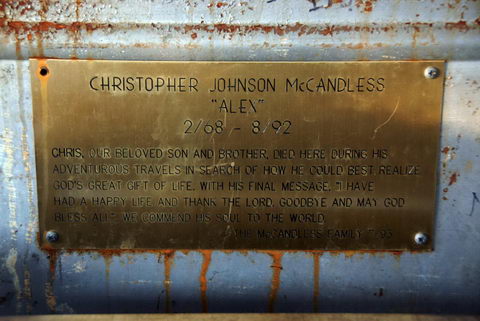 CHRISTOPHER JOHNSON McCANDLESS
"ALEX"
2/68 - 8/92
CHRIS, OUR BELOVED SON AND BROTHER, DIED HERE DURING HIS
ADVENTUROUS TRAVELS IN SEARCH OF HOW HE COULD BEST REALIZE
GOD'S GREAT GIFT OF LIFE. WITH HIS FINAL MESSAGE, "I HAVE
HAD A HAPPY LIFE AND THANK THE LORD. GOODBYE AND MAY GOD
BLESS ALL," WE COMMEND HIS SOUL TO THE WORLD.
THE McCANDLESS FAMILY 7/93